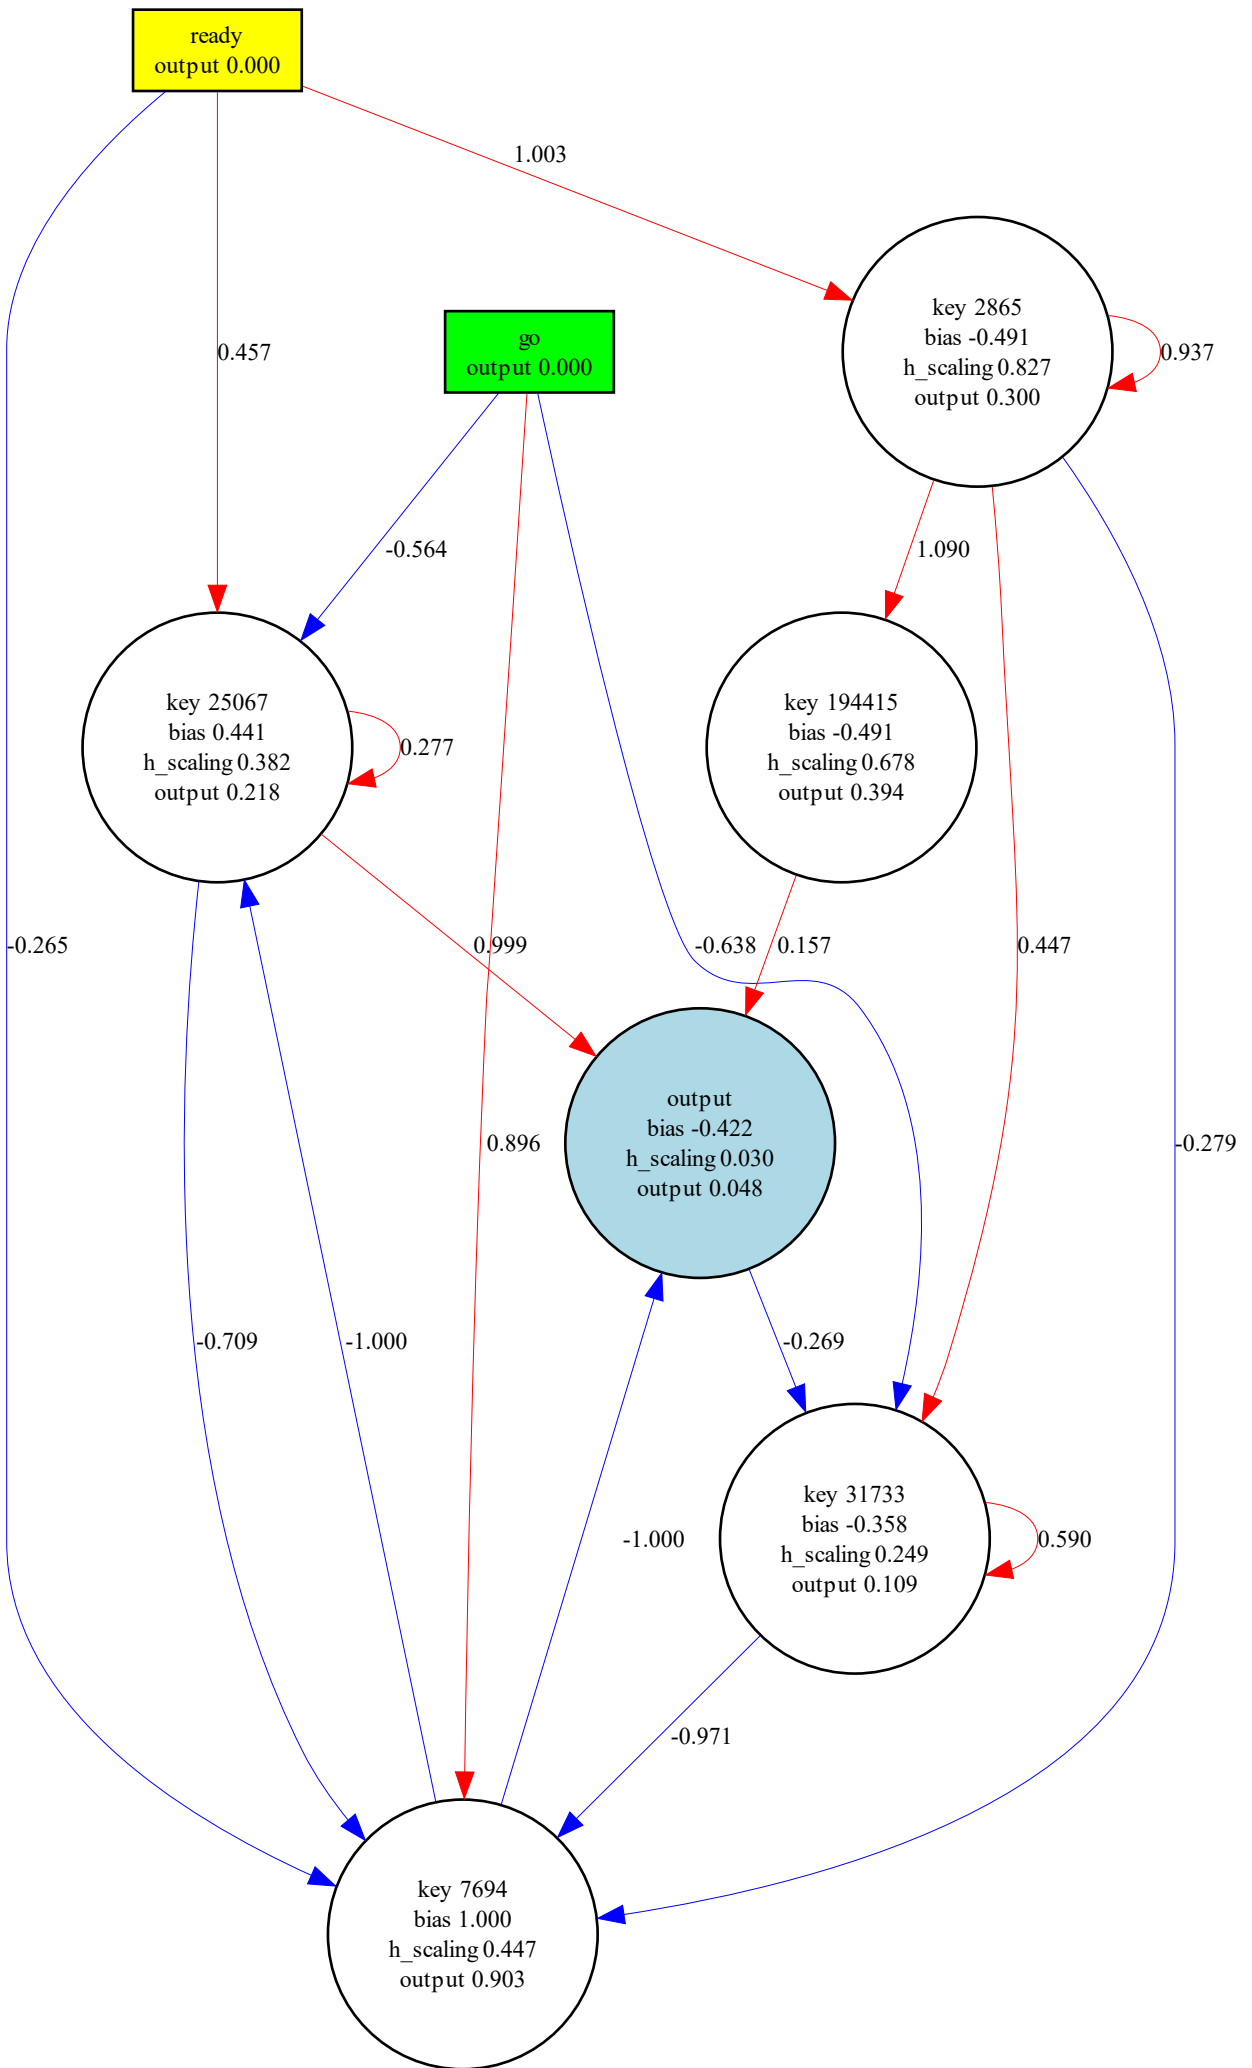 ready
output 0.000
1.003
go
output 0.000
key 2865
bias -0.491
h_scaling 0.827
output 0.300
0.937
0.457
-0.564
1.090
key 25067
bias 0.441
h_scaling 0.382
output 0.218
0.277
key 194415
bias -0.491
h_scaling 0.678
output 0.394
-0.265
0.999
-0.638
0.157
0.447
output
bias -0.422
h_scaling 0.030
output 0.048
0.896
-0.279
-0.709
-1.000
-0.269
-1.000
key 31733
bias -0.358
h_scaling 0.249
output 0.109
0.590
-0.971
key 7694
bias 1.000
h_scaling 0.447
output 0.903